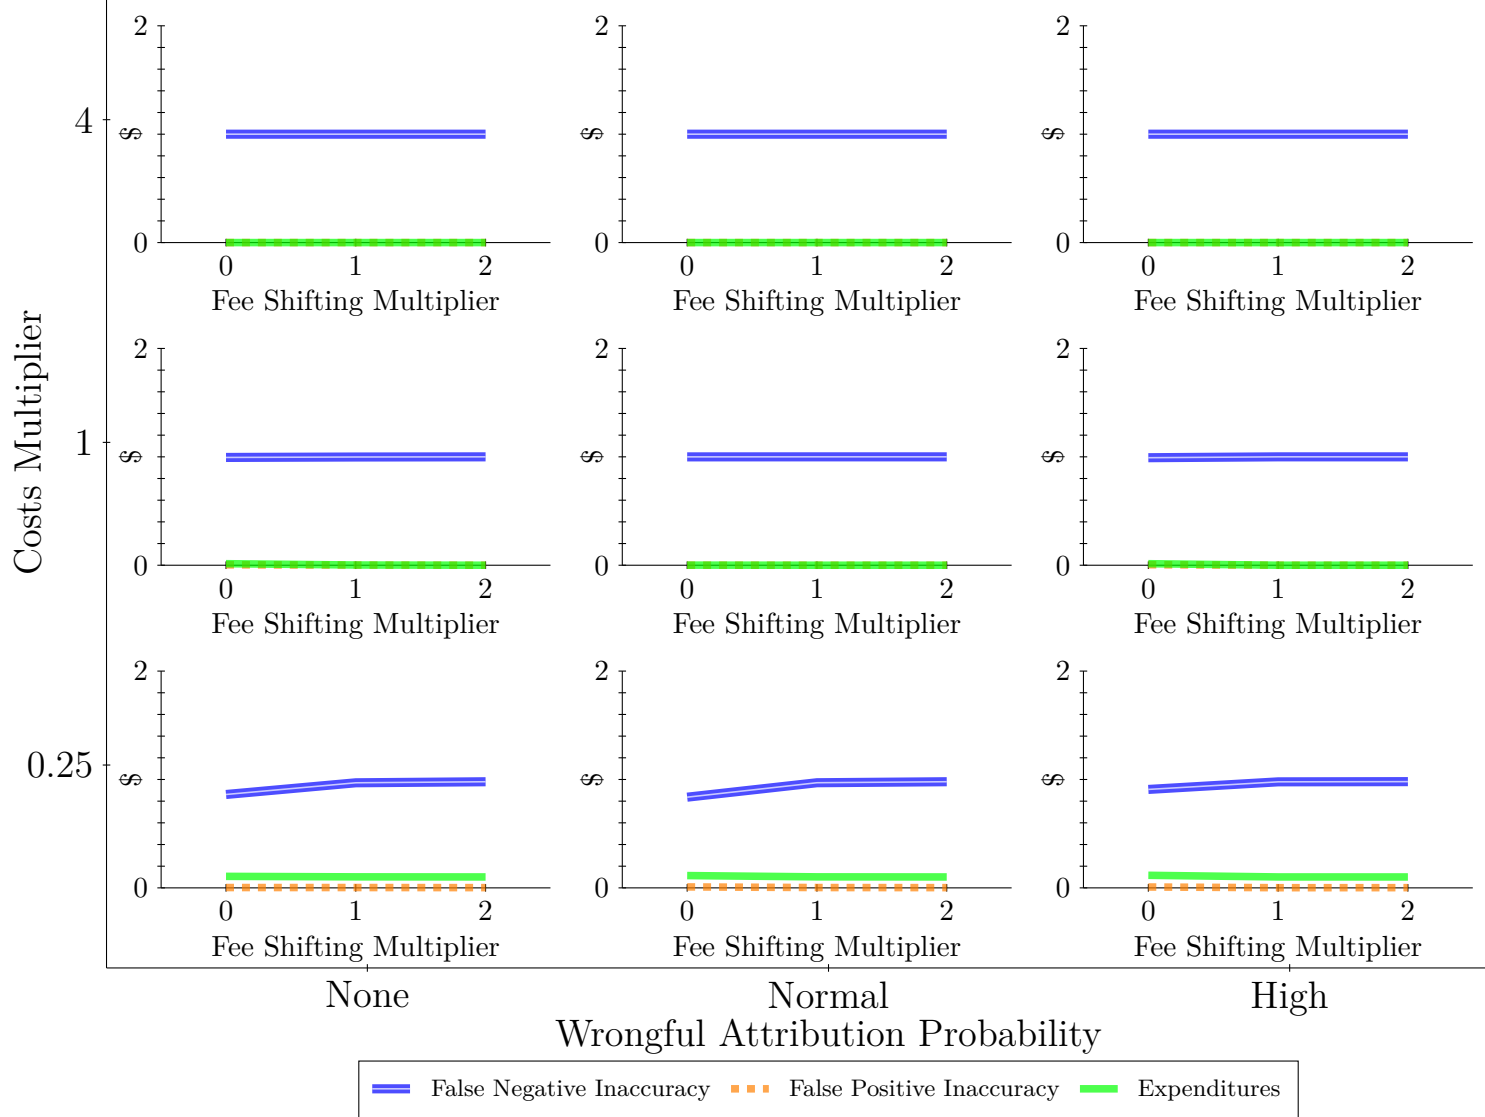 Costs Multiplier
4
1
0.25
2
$
0
0 1 2
Fee Shifting Multiplier
2
$
0
0 1 2
Fee Shifting Multiplier
2
$
0
0 1 2
Fee Shifting Multiplier
2
$
0
0 1 2
Fee Shifting Multiplier
2
$
0
0 1 2
Fee Shifting Multiplier
2
$
0
0 1 2
Fee Shifting Multiplier
2
$
0
0 1 2
Fee Shifting Multiplier
2
$
0
0 1 2
Fee Shifting Multiplier
2
$
0
0 1 2
Fee Shifting Multiplier
None Normal High
Wrongful Attribution Probability
False Negative Inaccuracy False Positive Inaccuracy Expenditures